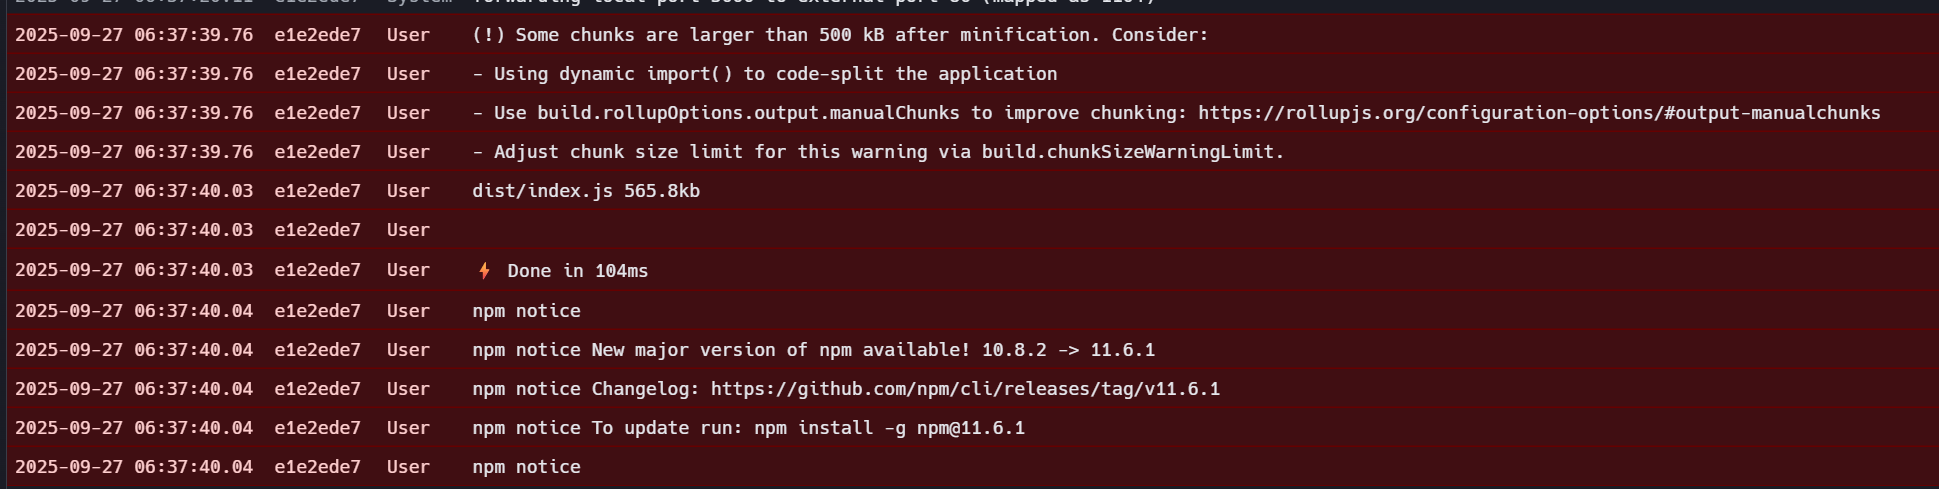 2025-09-27 06:37:39.76 e1e2ede7 User (!) Some chunks are larger than 500 kB after minification. Consider:
2025-09-27 06:37:39.76 e1e2ede7 User - Using dynamic import() to code-split the application
2025-09-27 06:37:39.76 e1e2ede7 User - Use build.rollupOptions.output.manualChunks to improve chunking: https://rollupjs.org/configuration-options/#output-manualchunks
2025-09-27 06:37:39.76 e1e2ede7 User - Adjust chunk size limit for this warning via build.chunkSizeWarningLimit.
2025-09-27 06:37:40.03 e1e2ede7 User dist/index.js 565.8kb
2025-09-27 06:37:40.03 e1e2ede7 User
2025-09-27 06:37:40.03 e1e2ede7 User ⚡ Done in 104ms
2025-09-27 06:37:40.04 e1e2ede7 User npm notice
2025-09-27 06:37:40.04 e1e2ede7 User npm notice New major version of npm available! 10.8.2 -> 11.6.1
2025-09-27 06:37:40.04 e1e2ede7 User npm notice Changelog: https://github.com/npm/cli/releases/tag/v11.6.1
2025-09-27 06:37:40.04 e1e2ede7 User npm notice To update run: npm install -g npm@11.6.1
2025-09-27 06:37:40.04 e1e2ede7 User npm notice